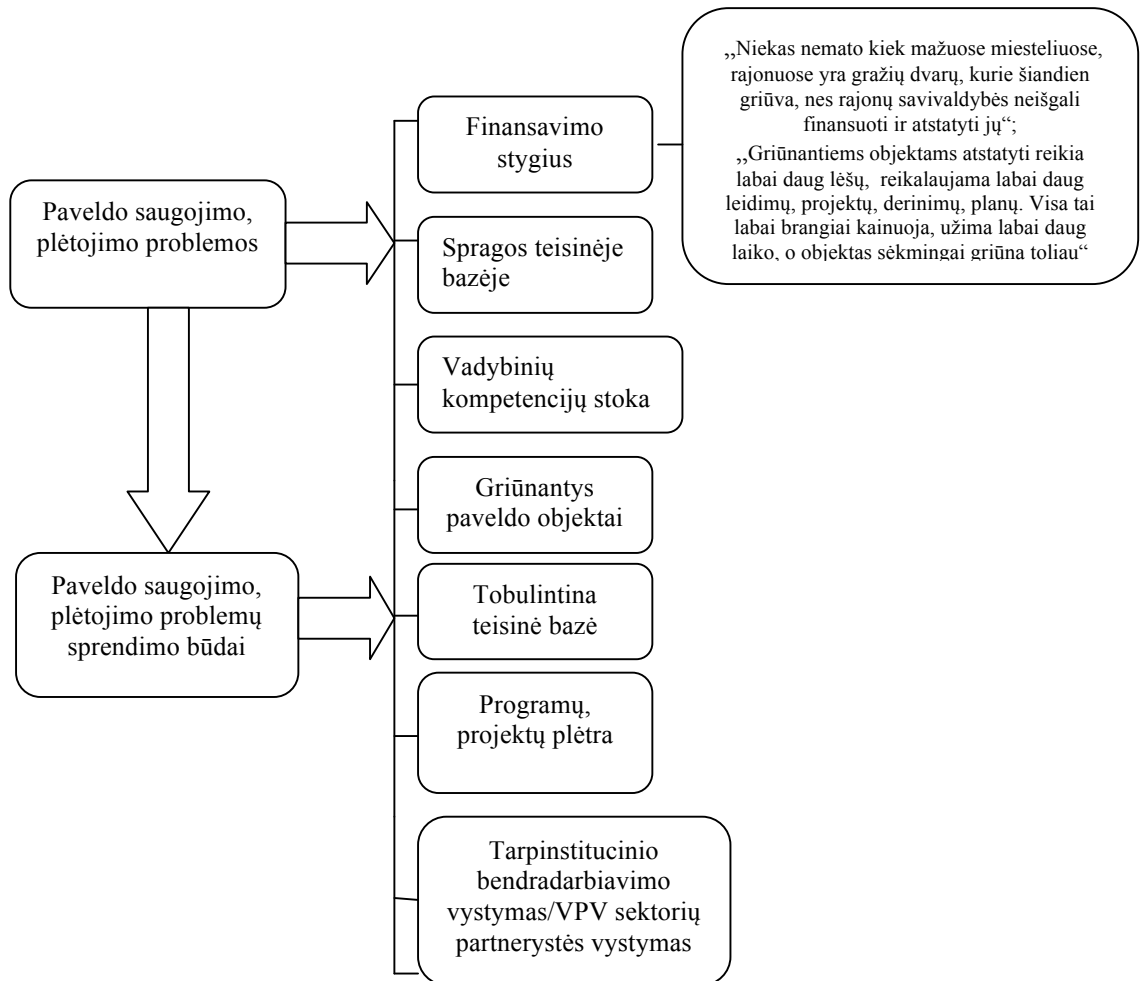 Paveldo saugojimo,
plėtojimo problemos
Paveldo saugojimo,
plėtojimo problemų
sprendimo būdai
Finansavimo
stygius
„Niekas nemato kiek mažuose miesteliuose,
rajonuose yra gražių dvarų, kurie šiandien
griūva, nes rajonų savivaldybės neišgali
finansuoti ir atstatyti jų“;
„Griūnantiems objektams atstatyti reikia
labai daug lėšų, reikalaujama labai daug
leidimų, projektų, derinimų, planų. Visa tai
labai brangiai kainuoja, užima labai daug
laiko, o objektas sėkmingai griūna toliau“
Spragos teisinėje
bazėje
Vadybinių
kompetencijų stoka
Griūnantys
paveldo objektai
Tobulintina
teisinė bazė
Programų,
projektų plėtra
Tarpinstitucinio
bendradarbiavimo
vystymas/VPV sektorių
partnerystės vystymas